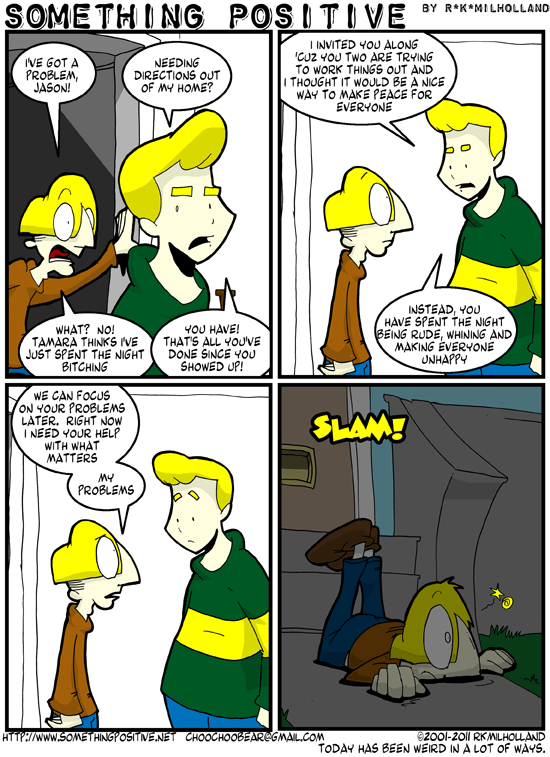 SOMETHING POSITIVE BY R*K*MILHOLLAND
I'VE GOT A
PROBLEM,
JASON!
NEEDING
DIRECTIONS OUT
OF MY HOME?
WHAT? NO!
TAMARA THINKS I'VE
JUST SPENT THE NIGHT
BITCHING
YOU HAVE!
THAT'S ALL YOU'VE
DONE SINCE YOU
SHOWED UP!
I INVITED YOU ALONG
'CUZ YOU TWO ARE TRYING
TO WORK THINGS OUT AND
I THOUGHT IT WOULD BE A NICE
WAY TO MAKE PEACE FOR
EVERYONE
INSTEAD, YOU
HAVE SPENT THE NIGHT
BEING RUDE, WHINING AND
MAKING EVERYONE
UNHAPPY
WE CAN FOCUS
ON YOUR PROBLEMS
LATER. RIGHT NOW
I NEED YOUR HELP
WITH WHAT
MATTERS
MY
PROBLEMS
SLAM!
HTTP://WWW.SOMETHINGPOSITIVE.NET CHOOCHOOBEAR@GMAIL.COM ©2001-2011 RKMILHOLLAND
TODAY HAS BEEN WEIRD IN A LOT OF WAYS.